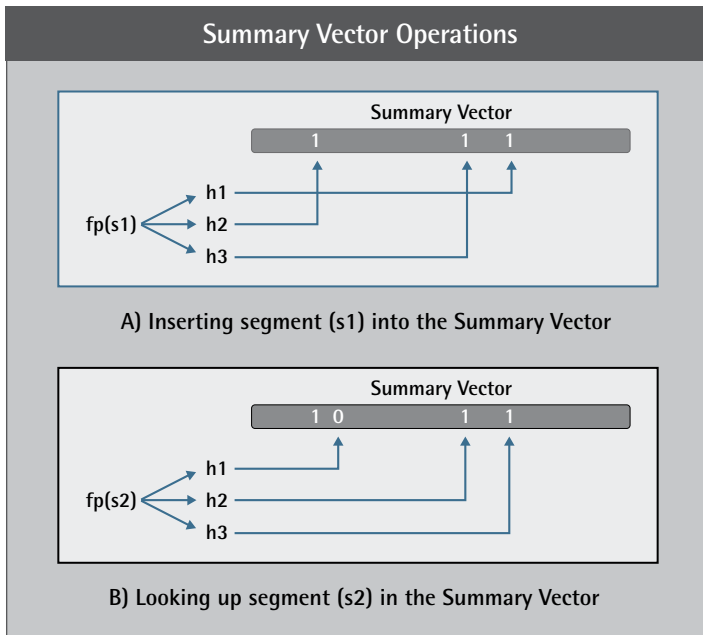 Summary Vector Operations
Summary Vector
1 1 1
h1
fp(s1) h2
h3
A) Inserting segment (s1) into the Summary Vector
Summary Vector
1 0 1 1
h1
fp(s2) h2
h3
B) Looking up segment (s2) in the Summary Vector